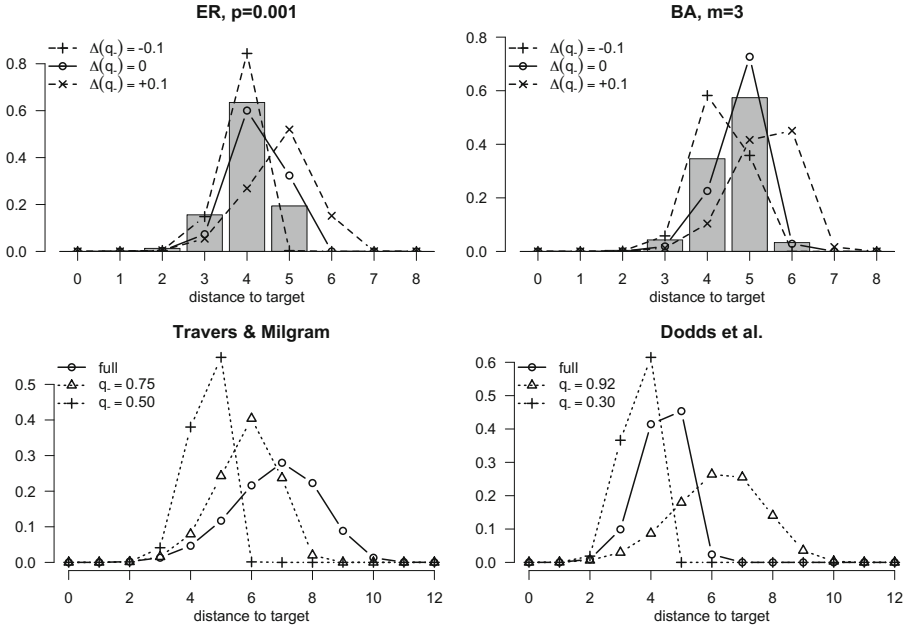 ER, p=0.001
Δ(q₋) = -0.1
Δ(q₋) = 0
Δ(q₋) = +0.1
0.8
0.6
0.4
0.2
0.0
0 1 2 3 4 5 6 7 8
distance to target
BA, m=3
Δ(q₋) = -0.1
Δ(q₋) = 0
Δ(q₋) = +0.1
0.8
0.6
0.4
0.2
0.0
0 1 2 3 4 5 6 7 8
distance to target
Travers & Milgram
full
q₋ = 0.75
q₋ = 0.50
0.5
0.4
0.3
0.2
0.1
0.0
0 2 4 6 8 10 12
distance to target
Dodds et al.
full
q₋ = 0.92
q₋ = 0.30
0.6
0.5
0.4
0.3
0.2
0.1
0.0
0 2 4 6 8 10 12
distance to target